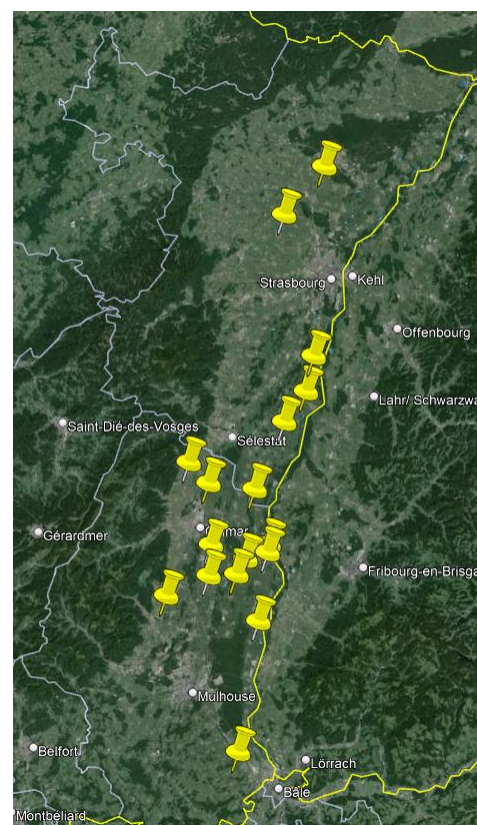 Strasbourg
Kehl
Offenbourg
Lahr/ Schwarzwa
Saint-Dié-des-Vosges
Sélestat
Gérardmer
Fribourg-en-Brisga
Mulhouse
Belfort
Lörrach
Bâle
Montbéliard